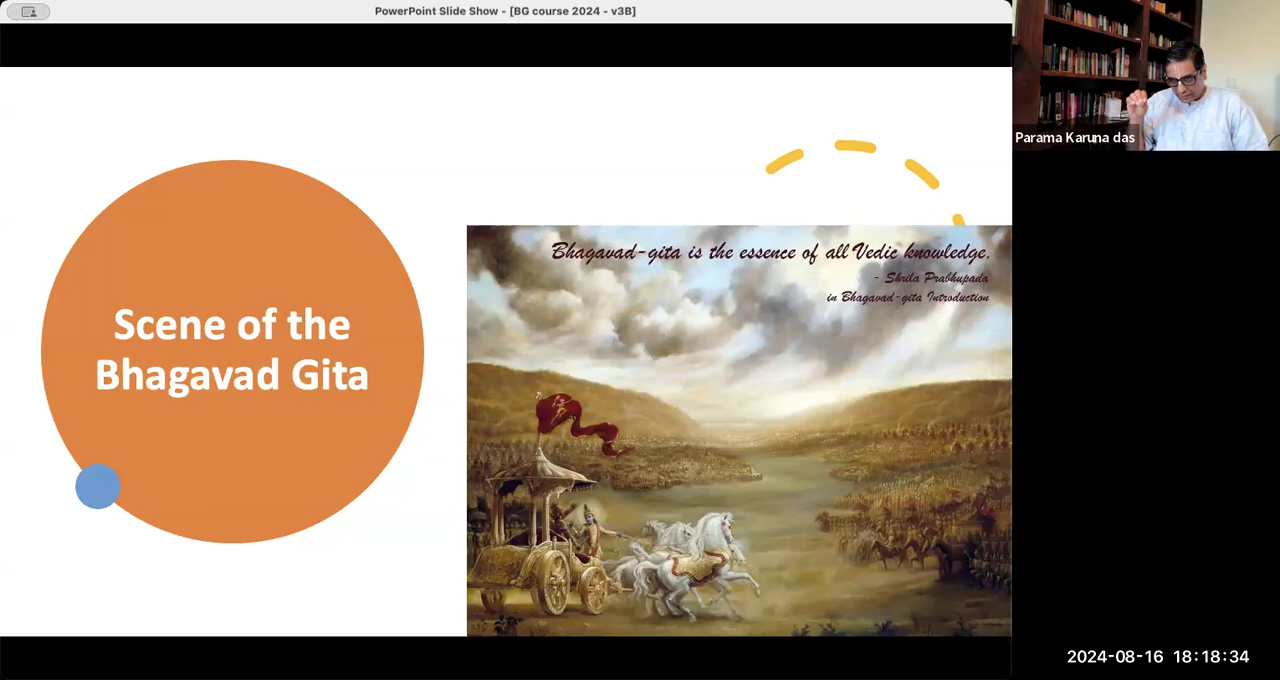 PowerPoint Slide Show - [BG course 2024 - v3B]
Scene of the
Bhagavad Gita
Bhagavad-gita is the essence of all Vedic knowledge.
- Shrila Prabhupada
in Bhagavad-gita Introduction
Parama Karuna das
2024-08-16 18:18:34